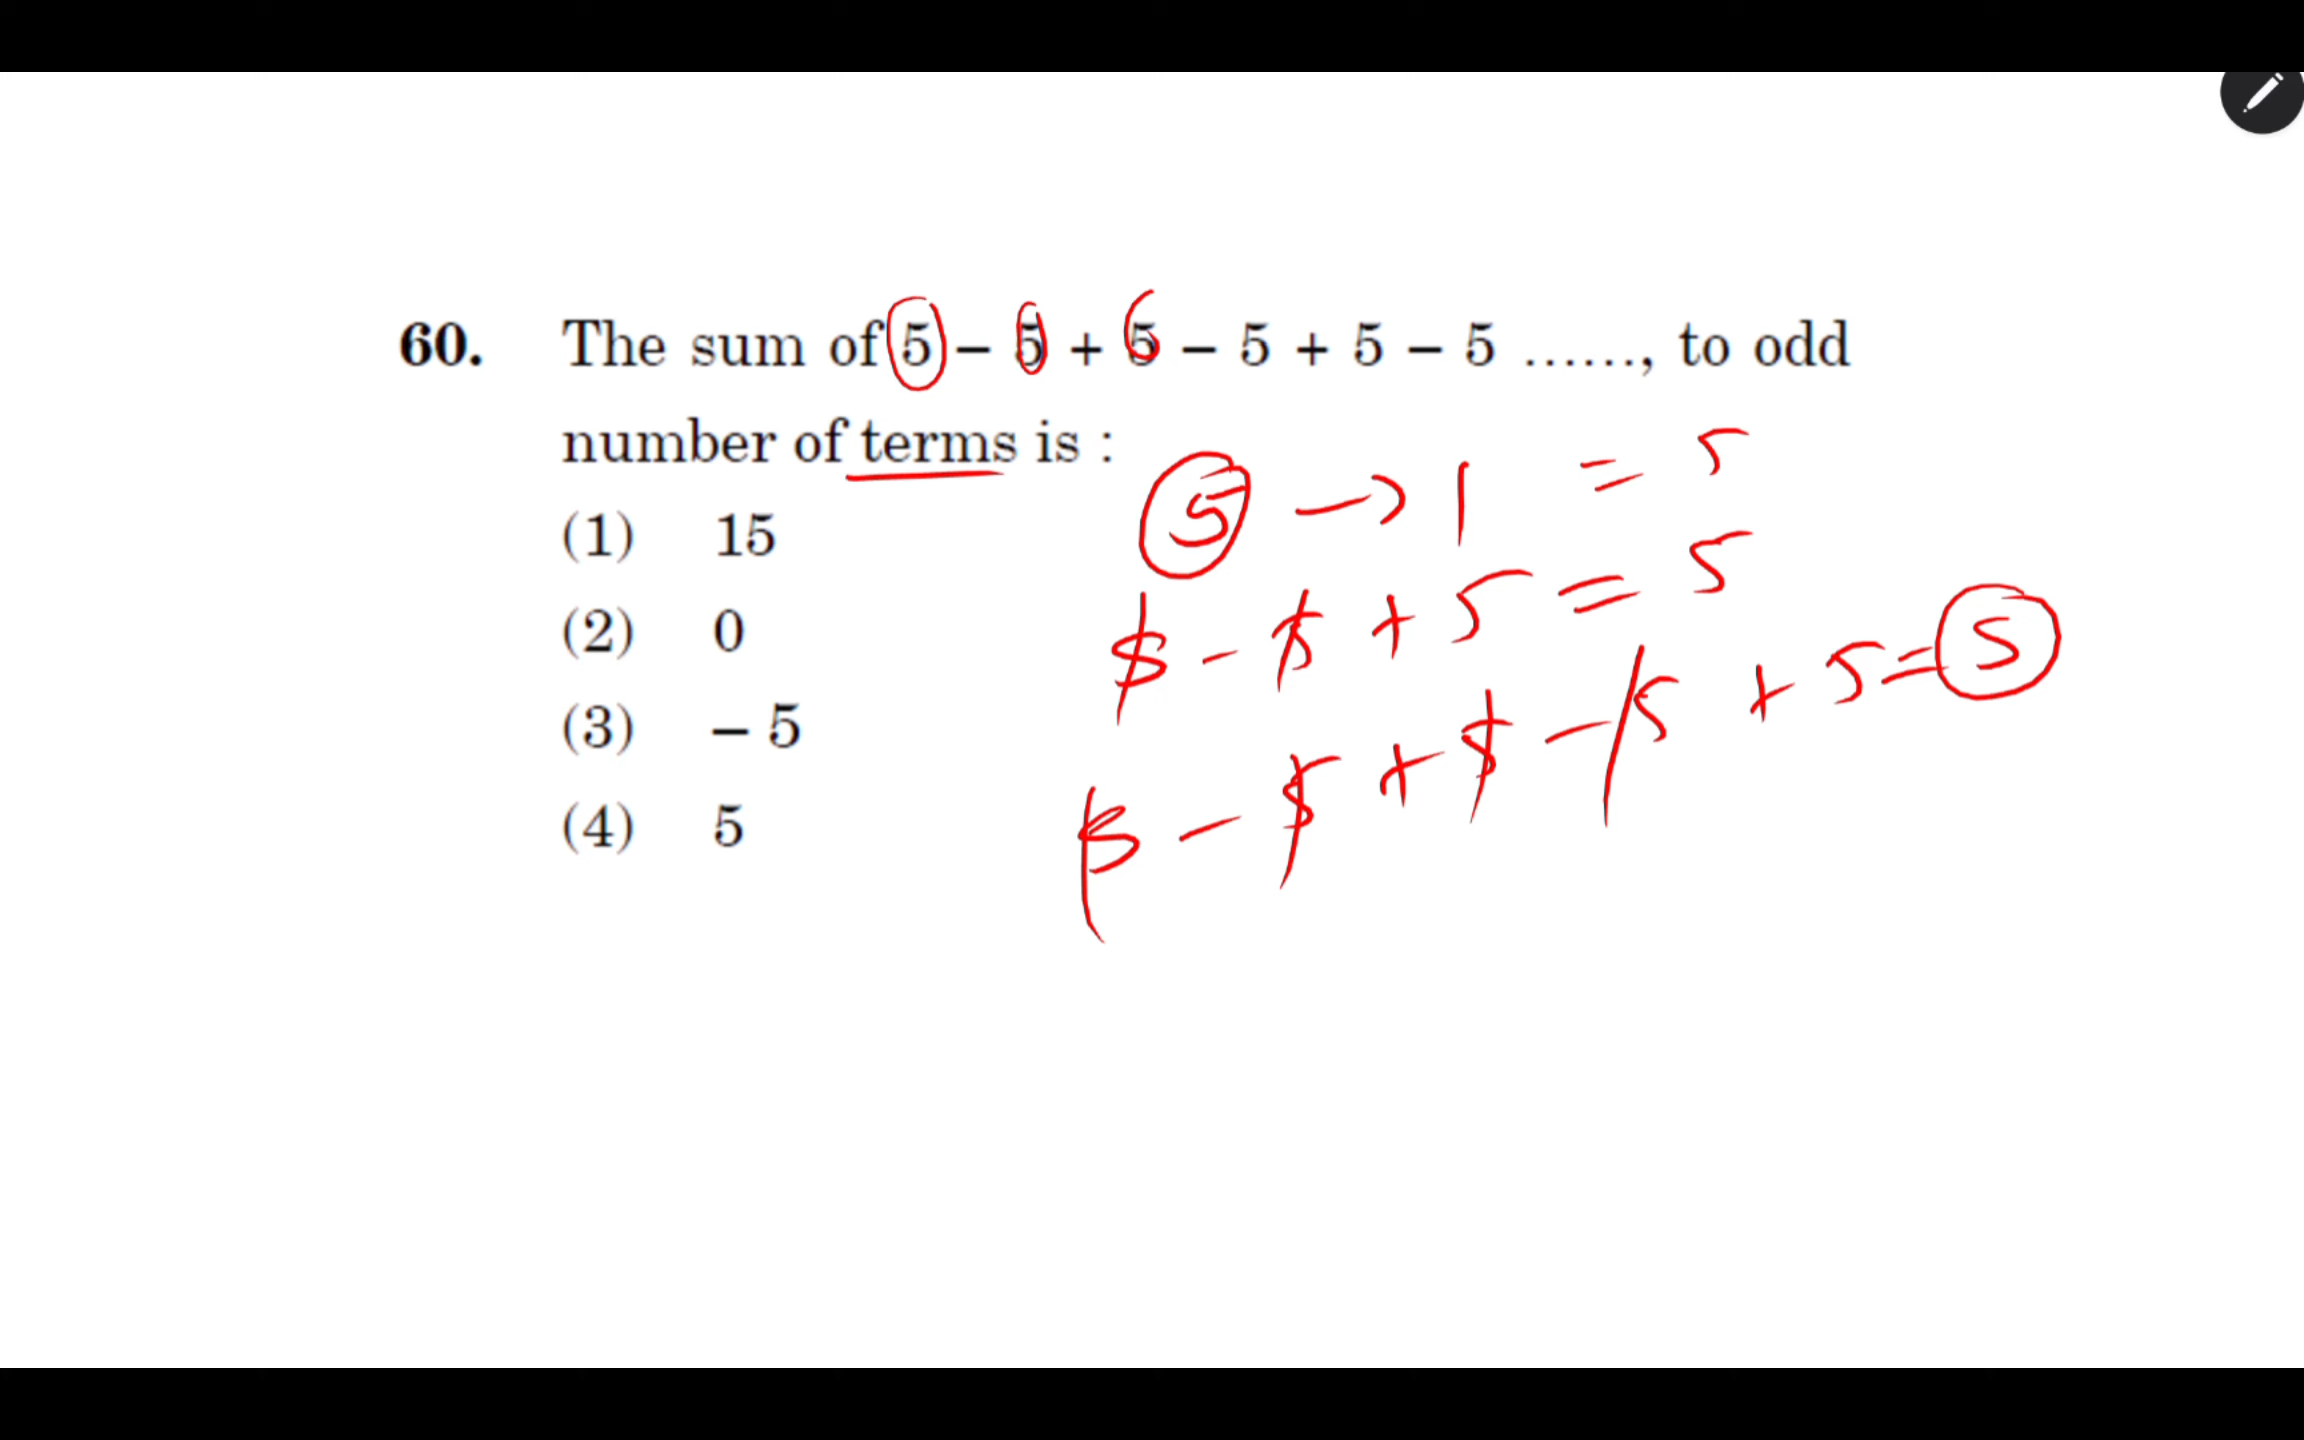 60. The sum of 5 – 5 + 5 – 5 + 5 – 5 ......, to odd
number of terms is :
(1) 15
(2) 0
(3) – 5
(4) 5
5 → 1 = 5
5 - 5 + 5 = 5
5 - 5 + 5 - 5 + 5 = 5